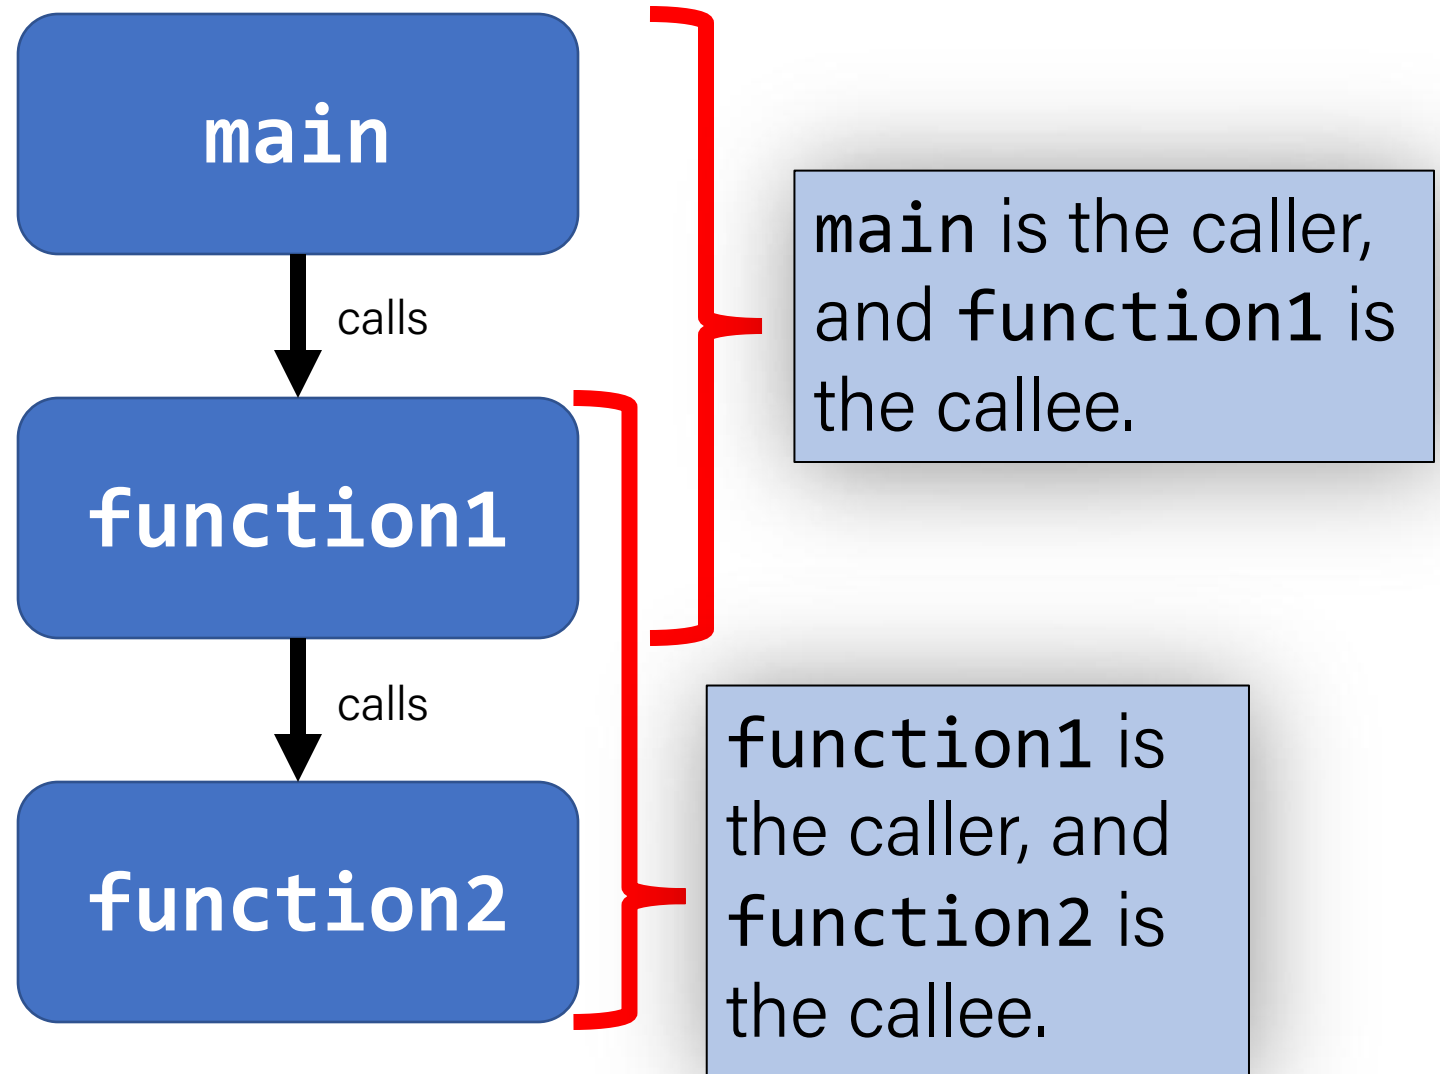 main
calls
function1
calls
function2
main is the caller,
and function1 is
the callee.
function1 is
the caller, and
function2 is
the callee.